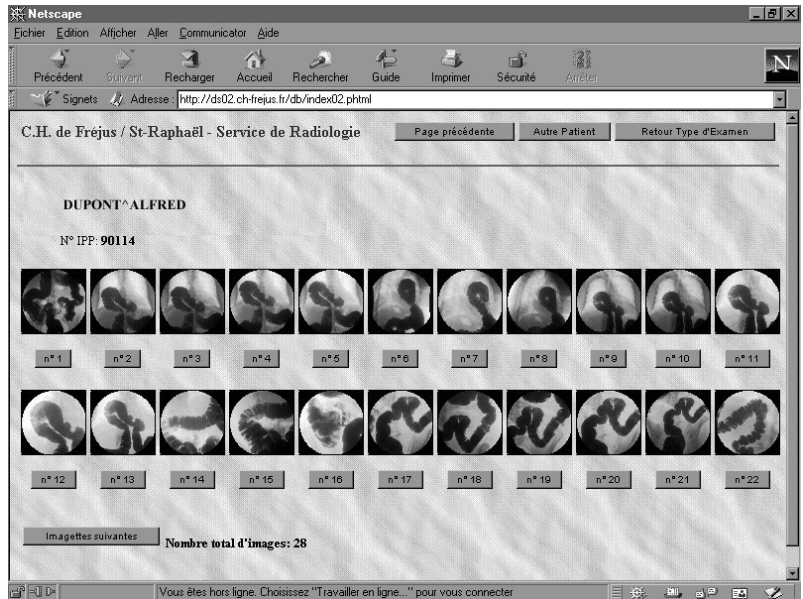 Netscape
Fichier Edition Afficher Aller Communicator Aide
Précédent Suivant Recharger Accueil Rechercher Guide Imprimer Sécurité Arrêter
N
Signets Adresse : http://ds02.ch-frejus.fr/db/index02.phtml
C.H. de Fréjus / St-Raphaël - Service de Radiologie Page précédente Autre Patient Retour Type d'Examen
DUPONT^ALFRED
N° IPP: 90114
n° 1 n° 2 n° 3 n° 4 n° 5 n° 6 n° 7 n° 8 n° 9 n° 10 n° 11
n° 12 n° 13 n° 14 n° 15 n° 16 n° 17 n° 18 n° 19 n° 20 n° 21 n° 22
Imagettes suivantes Nombre total d'images: 28
Vous êtes hors ligne. Choisissez "Travailler en ligne..." pour vous connecter